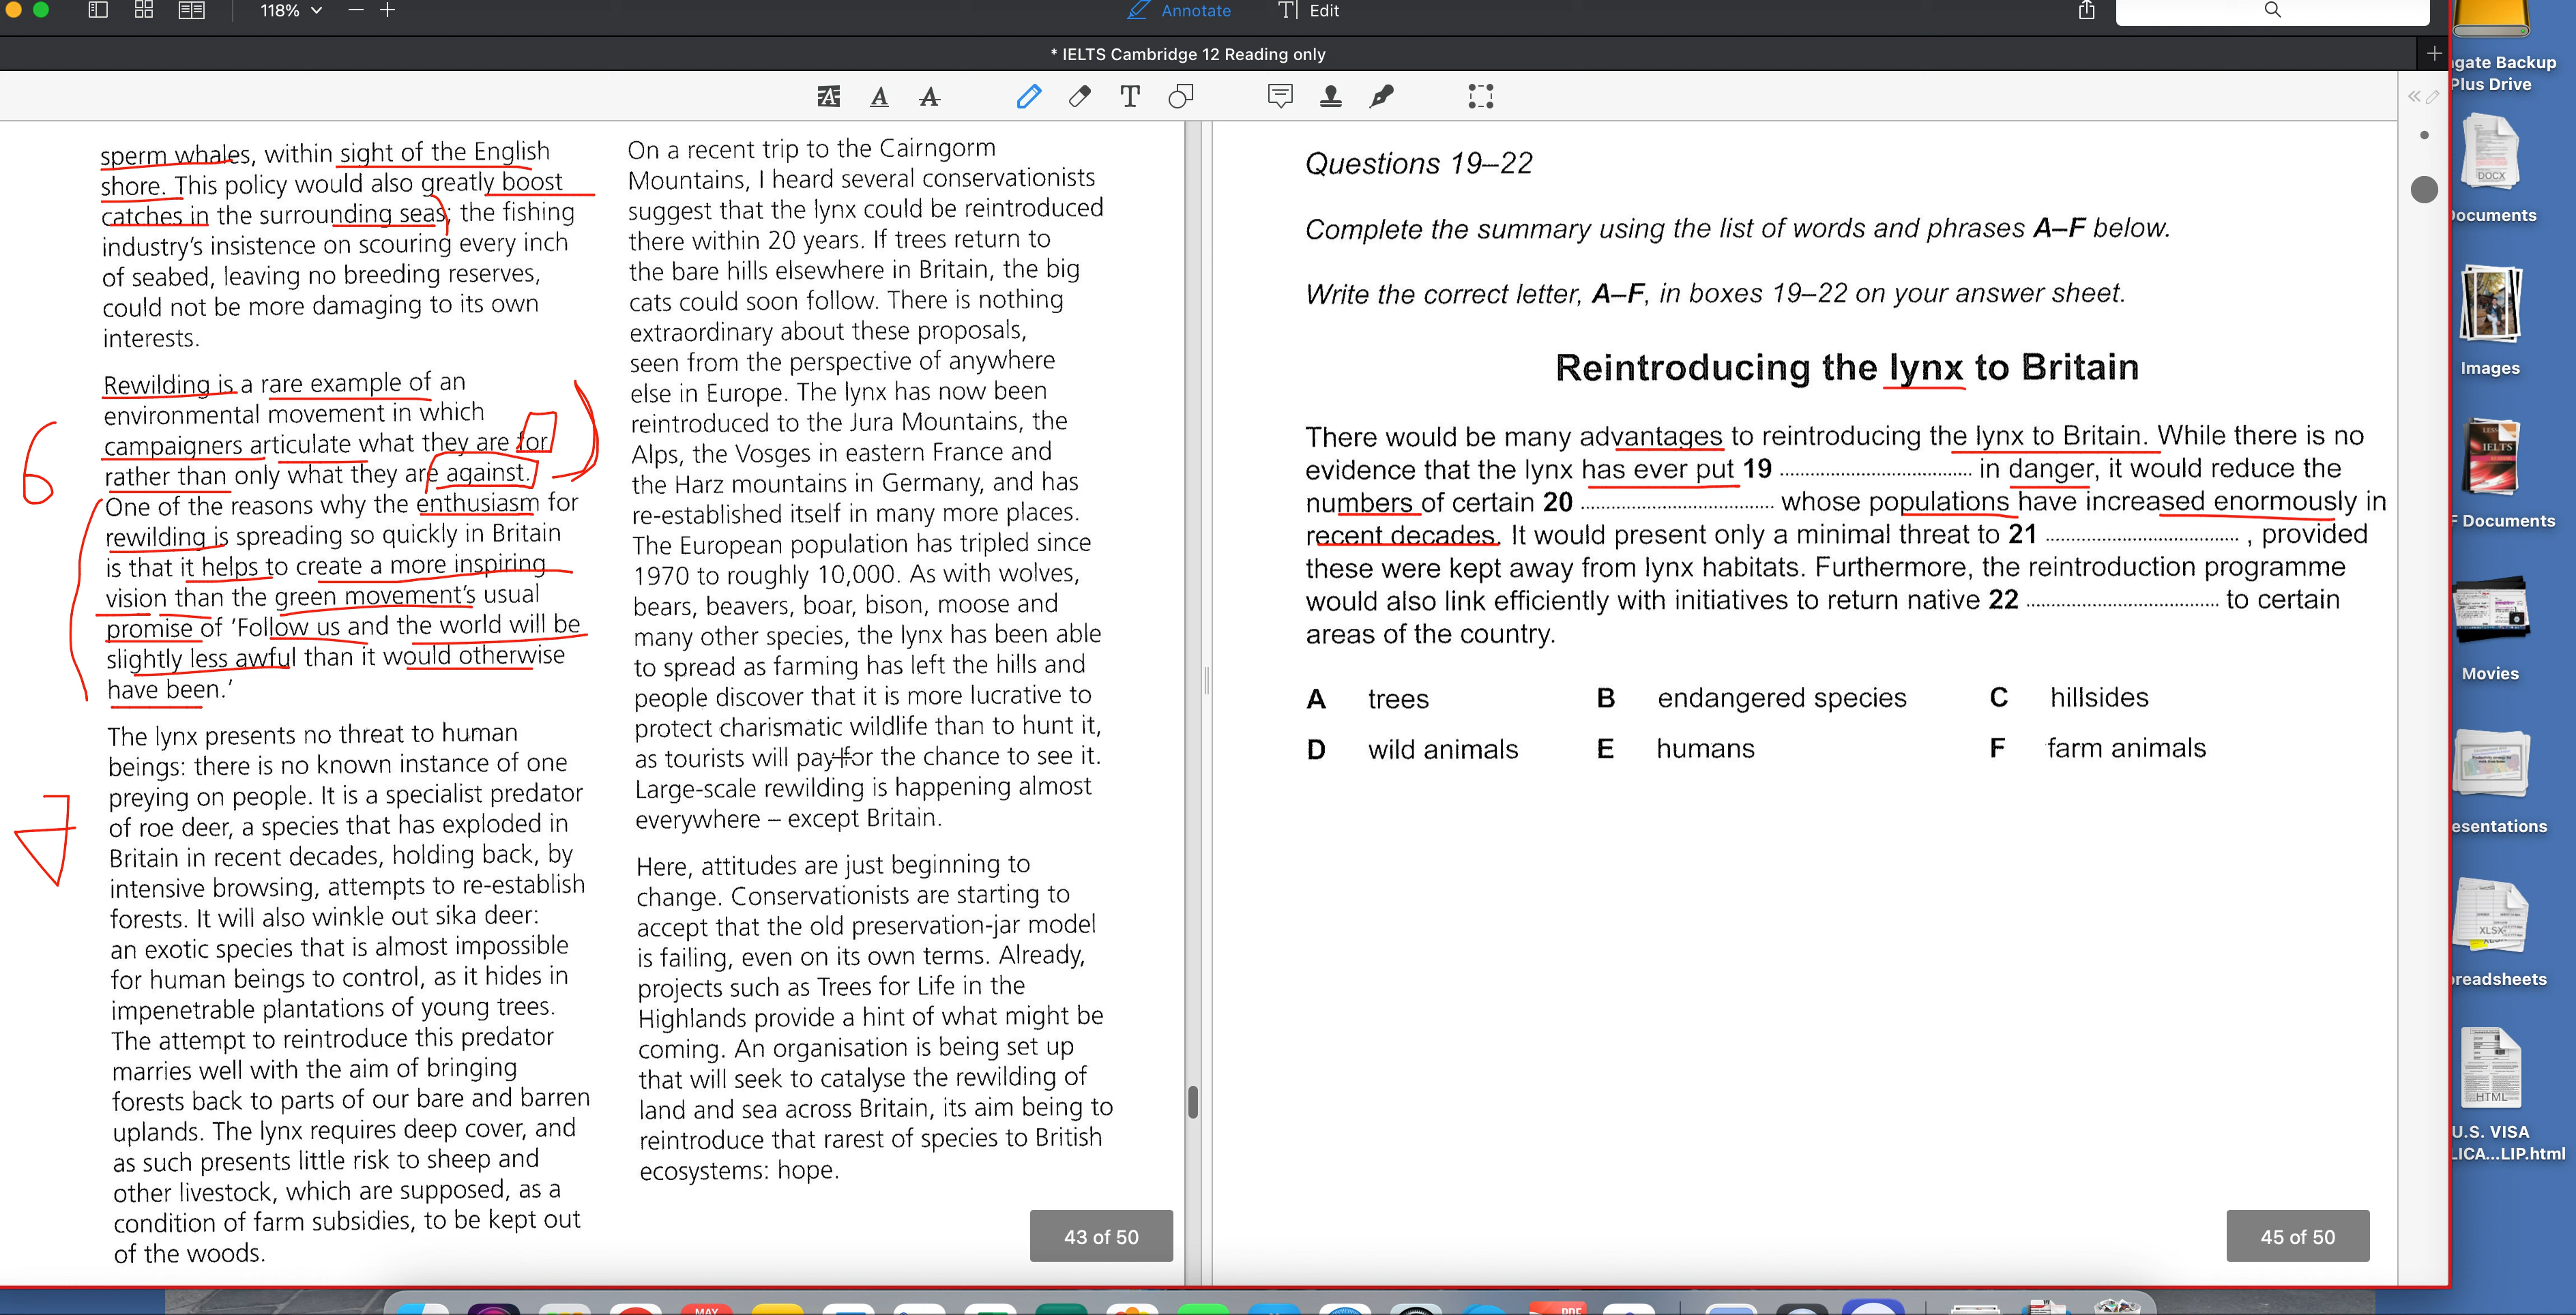 118%
Annotate
Edit
* IELTS Cambridge 12 Reading only
sperm whales, within sight of the English
shore. This policy would also greatly boost
catches in the surrounding seas; the fishing
industry's insistence on scouring every inch
of seabed, leaving no breeding reserves,
could not be more damaging to its own
interests.
Rewilding is a rare example of an
environmental movement in which
campaigners articulate what they are for
rather than only what they are against.
6
One of the reasons why the enthusiasm for
rewilding is spreading so quickly in Britain
is that it helps to create a more inspiring
vision than the green movement's usual
promise of 'Follow us and the world will be
slightly less awful than it would otherwise
have been.'
The lynx presents no threat to human
beings: there is no known instance of one
preying on people. It is a specialist predator
7
of roe deer, a species that has exploded in
Britain in recent decades, holding back, by
intensive browsing, attempts to re-establish
forests. It will also winkle out sika deer:
an exotic species that is almost impossible
for human beings to control, as it hides in
impenetrable plantations of young trees.
The attempt to reintroduce this predator
marries well with the aim of bringing
forests back to parts of our bare and barren
uplands. The lynx requires deep cover, and
as such presents little risk to sheep and
other livestock, which are supposed, as a
condition of farm subsidies, to be kept out
of the woods.
On a recent trip to the Cairngorm
Mountains, I heard several conservationists
suggest that the lynx could be reintroduced
there within 20 years. If trees return to
the bare hills elsewhere in Britain, the big
cats could soon follow. There is nothing
extraordinary about these proposals,
seen from the perspective of anywhere
else in Europe. The lynx has now been
reintroduced to the Jura Mountains, the
Alps, the Vosges in eastern France and
the Harz mountains in Germany, and has
re-established itself in many more places.
The European population has tripled since
1970 to roughly 10,000. As with wolves,
bears, beavers, boar, bison, moose and
many other species, the lynx has been able
to spread as farming has left the hills and
people discover that it is more lucrative to
protect charismatic wildlife than to hunt it,
as tourists will pay for the chance to see it.
Large-scale rewilding is happening almost
everywhere – except Britain.
Here, attitudes are just beginning to
change. Conservationists are starting to
accept that the old preservation-jar model
is failing, even on its own terms. Already,
projects such as Trees for Life in the
Highlands provide a hint of what might be
coming. An organisation is being set up
that will seek to catalyse the rewilding of
land and sea across Britain, its aim being to
reintroduce that rarest of species to British
ecosystems: hope.
43 of 50
Questions 19–22
Complete the summary using the list of words and phrases A–F below.
Write the correct letter, A–F, in boxes 19–22 on your answer sheet.
Reintroducing the lynx to Britain
There would be many advantages to reintroducing the lynx to Britain. While there is no
evidence that the lynx has ever put 19 .............................. in danger, it would reduce the
numbers of certain 20 .............................. whose populations have increased enormously in
recent decades. It would present only a minimal threat to 21 .............................. , provided
these were kept away from lynx habitats. Furthermore, the reintroduction programme
would also link efficiently with initiatives to return native 22 .............................. to certain
areas of the country.
A trees B endangered species C hillsides
D wild animals E humans F farm animals
45 of 50
gate Backup
Plus Drive
DOCX
Documents
Images
IELTS
F Documents
Movies
esentations
XLSX
readsheets
HTML
U.S. VISA
LICA...LIP.html
MAY
PDF